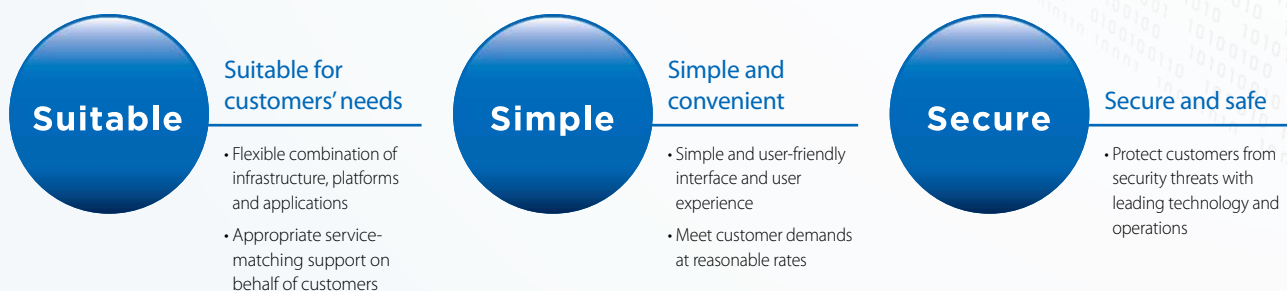 Suitable
Suitable for
customers’ needs
• Flexible combination of
infrastructure, platforms
and applications
• Appropriate service-
matching support on
behalf of customers
Simple
Simple and
convenient
• Simple and user-friendly
interface and user
experience
• Meet customer demands
at reasonable rates
Secure
Secure and safe
• Protect customers from
security threats with
leading technology and
operations